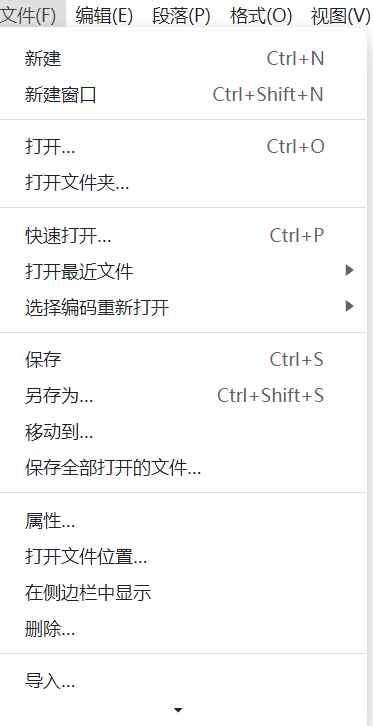 文件(F) 编辑(E) 段落(P) 格式(O) 视图(V)
新建 Ctrl+N
新建窗口 Ctrl+Shift+N
打开... Ctrl+O
打开文件夹...
快速打开... Ctrl+P
打开最近文件
选择编码重新打开
保存 Ctrl+S
另存为... Ctrl+Shift+S
移动到...
保存全部打开的文件...
属性...
打开文件位置...
在侧边栏中显示
删除...
导入...